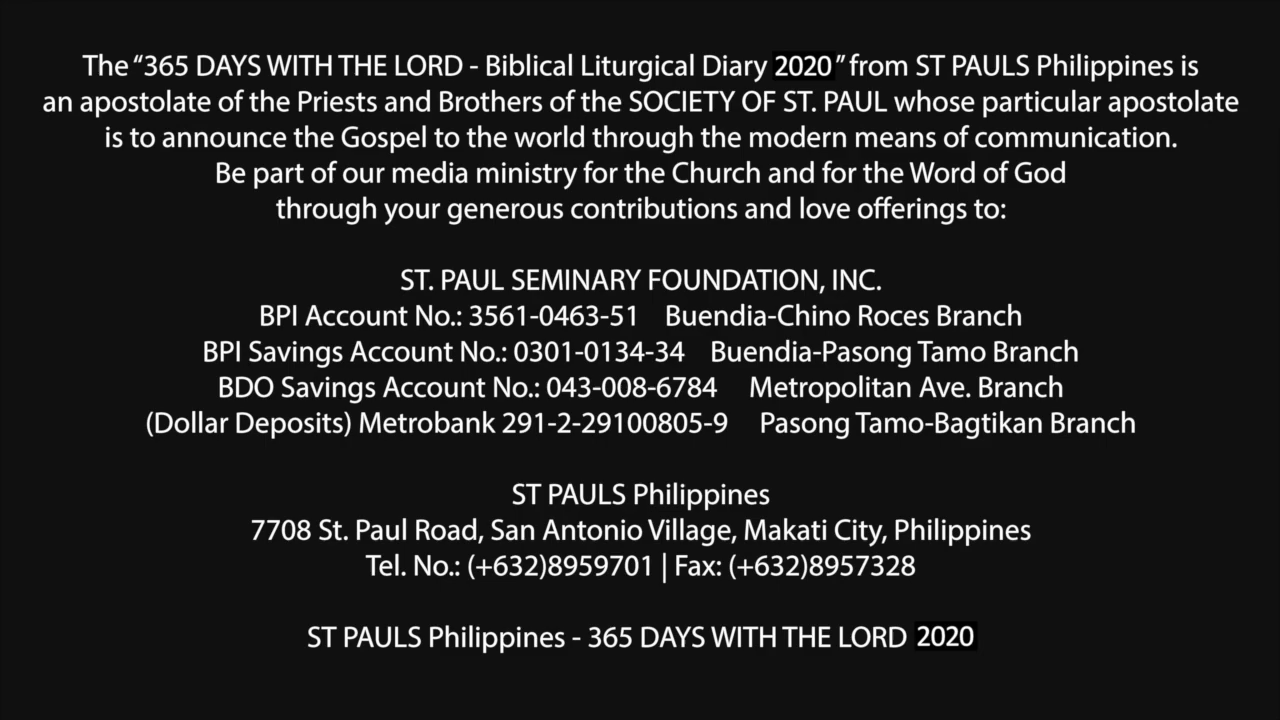 The “365 DAYS WITH THE LORD - Biblical Liturgical Diary 2020” from ST PAULS Philippines is
an apostolate of the Priests and Brothers of the SOCIETY OF ST. PAUL whose particular apostolate
is to announce the Gospel to the world through the modern means of communication.
Be part of our media ministry for the Church and for the Word of God
through your generous contributions and love offerings to:
ST. PAUL SEMINARY FOUNDATION, INC.
BPI Account No.: 3561-0463-51 Buendia-Chino Roces Branch
BPI Savings Account No.: 0301-0134-34 Buendia-Pasong Tamo Branch
BDO Savings Account No.: 043-008-6784 Metropolitan Ave. Branch
(Dollar Deposits) Metrobank 291-2-29100805-9 Pasong Tamo-Bagtikan Branch
ST PAULS Philippines
7708 St. Paul Road, San Antonio Village, Makati City, Philippines
Tel. No.: (+632)8959701 | Fax: (+632)8957328
ST PAULS Philippines - 365 DAYS WITH THE LORD 2020